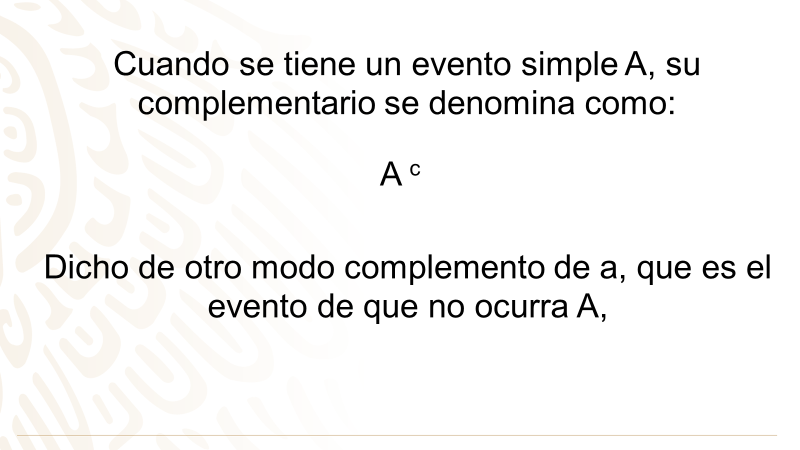 Cuando se tiene un evento simple A, su
complementario se denomina como:
A ᶜ
Dicho de otro modo complemento de a, que es el
evento de que no ocurra A,